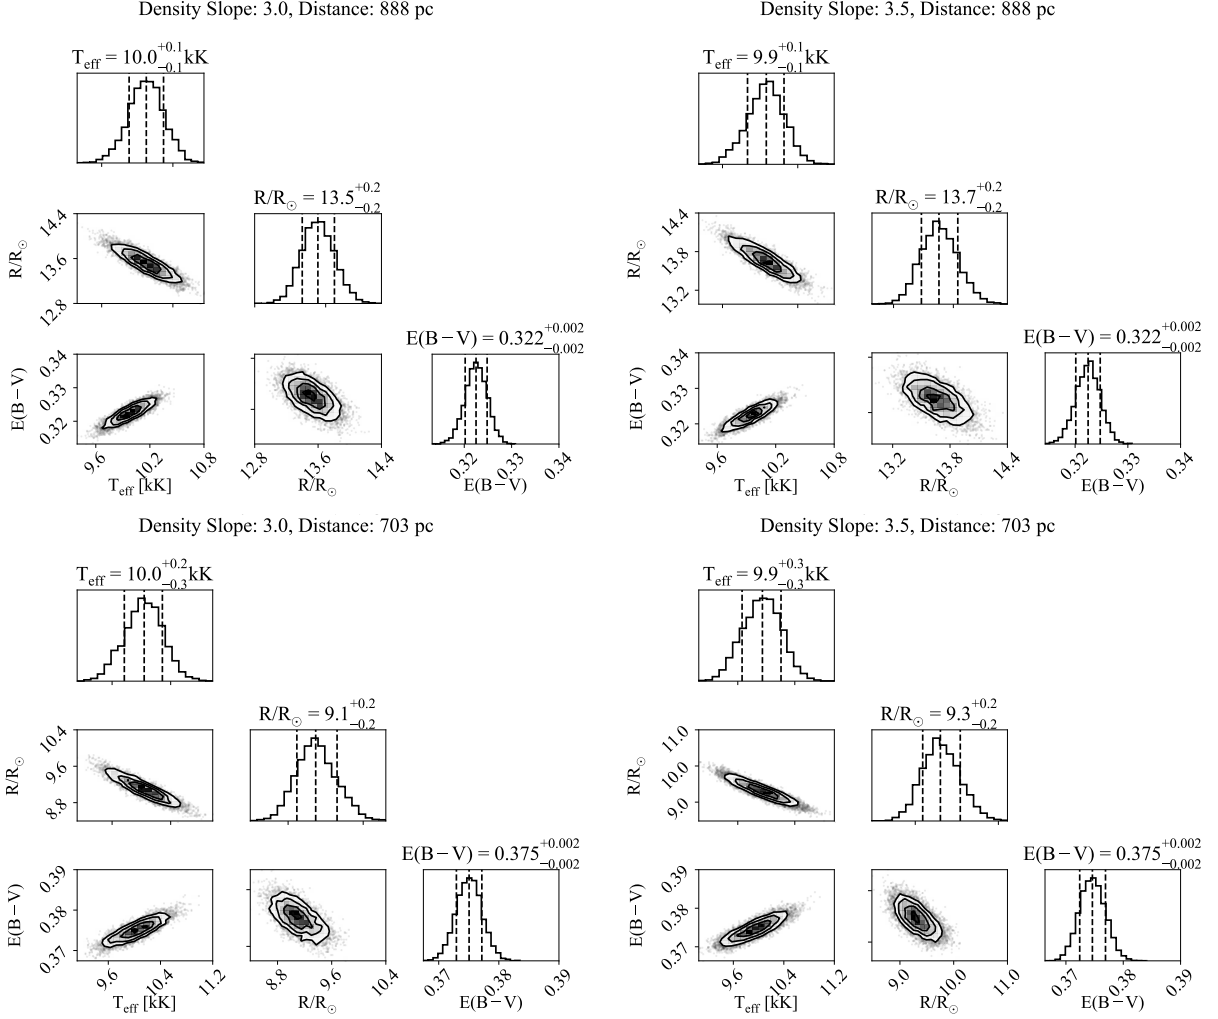 Density Slope: 3.0, Distance: 888 pc
T_eff = 10.0 +0.1 −0.1 kK
R/R☉ = 13.5 +0.2 −0.2
14.4
13.6
12.8
R/R☉
E(B−V) = 0.322 +0.002 −0.002
0.34
0.33
0.32
E(B−V)
9.6 10.2 10.8
T_eff [kK]
12.8 13.6 14.4
R/R☉
0.32 0.33 0.34
E(B−V)
Density Slope: 3.5, Distance: 888 pc
T_eff = 9.9 +0.1 −0.1 kK
R/R☉ = 13.7 +0.2 −0.2
14.4
13.8
13.2
R/R☉
E(B−V) = 0.322 +0.002 −0.002
0.34
0.33
0.32
E(B−V)
9.6 10.2 10.8
T_eff [kK]
13.2 13.8 14.4
R/R☉
0.32 0.33 0.34
E(B−V)
Density Slope: 3.0, Distance: 703 pc
T_eff = 10.0 +0.2 −0.3 kK
R/R☉ = 9.1 +0.2 −0.2
10.4
9.6
8.8
R/R☉
E(B−V) = 0.375 +0.002 −0.002
0.39
0.38
0.37
E(B−V)
9.6 10.4 11.2
T_eff [kK]
8.8 9.6 10.4
R/R☉
0.37 0.38 0.39
E(B−V)
Density Slope: 3.5, Distance: 703 pc
T_eff = 9.9 +0.3 −0.3 kK
R/R☉ = 9.3 +0.2 −0.2
11.0
10.0
9.0
R/R☉
E(B−V) = 0.375 +0.002 −0.002
0.39
0.38
0.37
E(B−V)
9.6 10.4 11.2
T_eff [kK]
9.0 10.0 11.0
R/R☉
0.37 0.38 0.39
E(B−V)